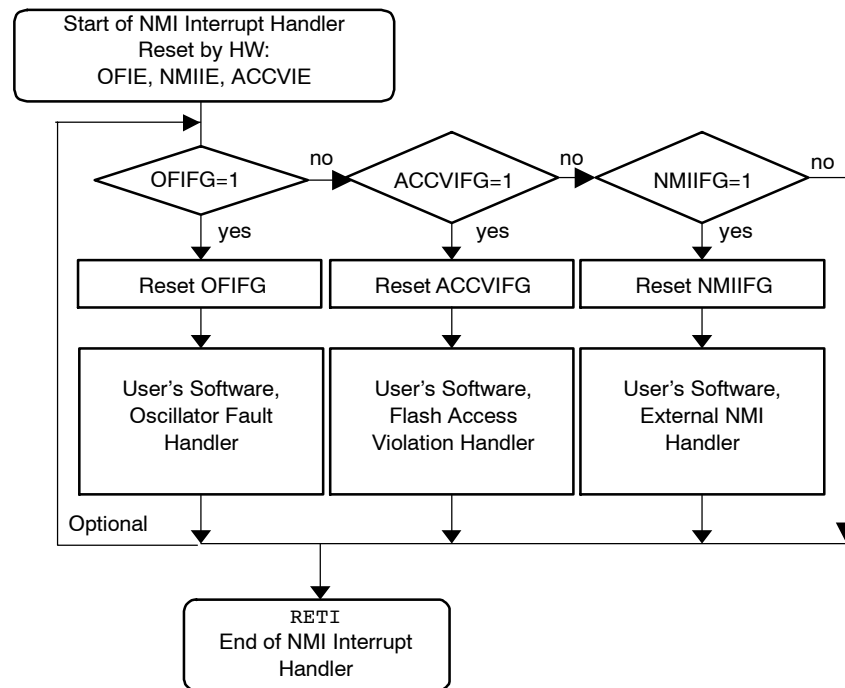 Start of NMI Interrupt Handler
Reset by HW:
OFIE, NMIIE, ACCVIE
OFIFG=1
no
ACCVIFG=1
no
NMIIFG=1
no
yes
yes
yes
Reset OFIFG
Reset ACCVIFG
Reset NMIIFG
User's Software,
Oscillator Fault
Handler
User's Software,
Flash Access
Violation Handler
User's Software,
External NMI
Handler
Optional
RETI
End of NMI Interrupt
Handler